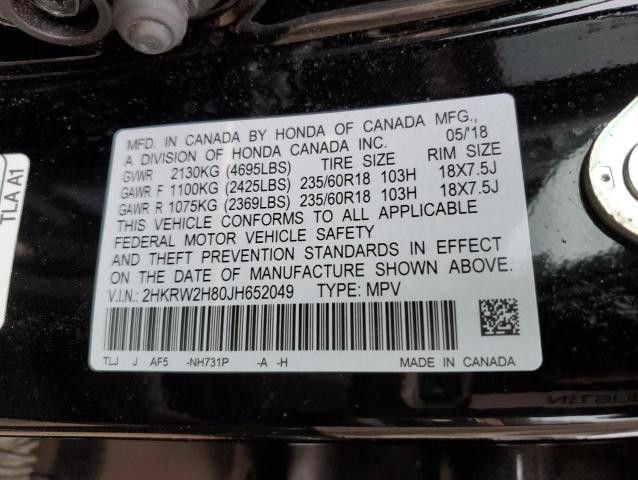 MFD. IN CANADA BY HONDA OF CANADA MFG.,
A DIVISION OF HONDA CANADA INC. 05/'18
GVWR 2130KG (4695LBS) TIRE SIZE RIM SIZE
GAWR F 1100KG (2425LBS) 235/60R18 103H 18X7.5J
GAWR R 1075KG (2369LBS) 235/60R18 103H 18X7.5J
THIS VEHICLE CONFORMS TO ALL APPLICABLE
FEDERAL MOTOR VEHICLE SAFETY
AND THEFT PREVENTION STANDARDS IN EFFECT
ON THE DATE OF MANUFACTURE SHOWN ABOVE.
V.I.N.: 2HKRW2H80JH652049 TYPE: MPV
TLJ J AF5 -NH731P -A -H MADE IN CANADA
TLA A1